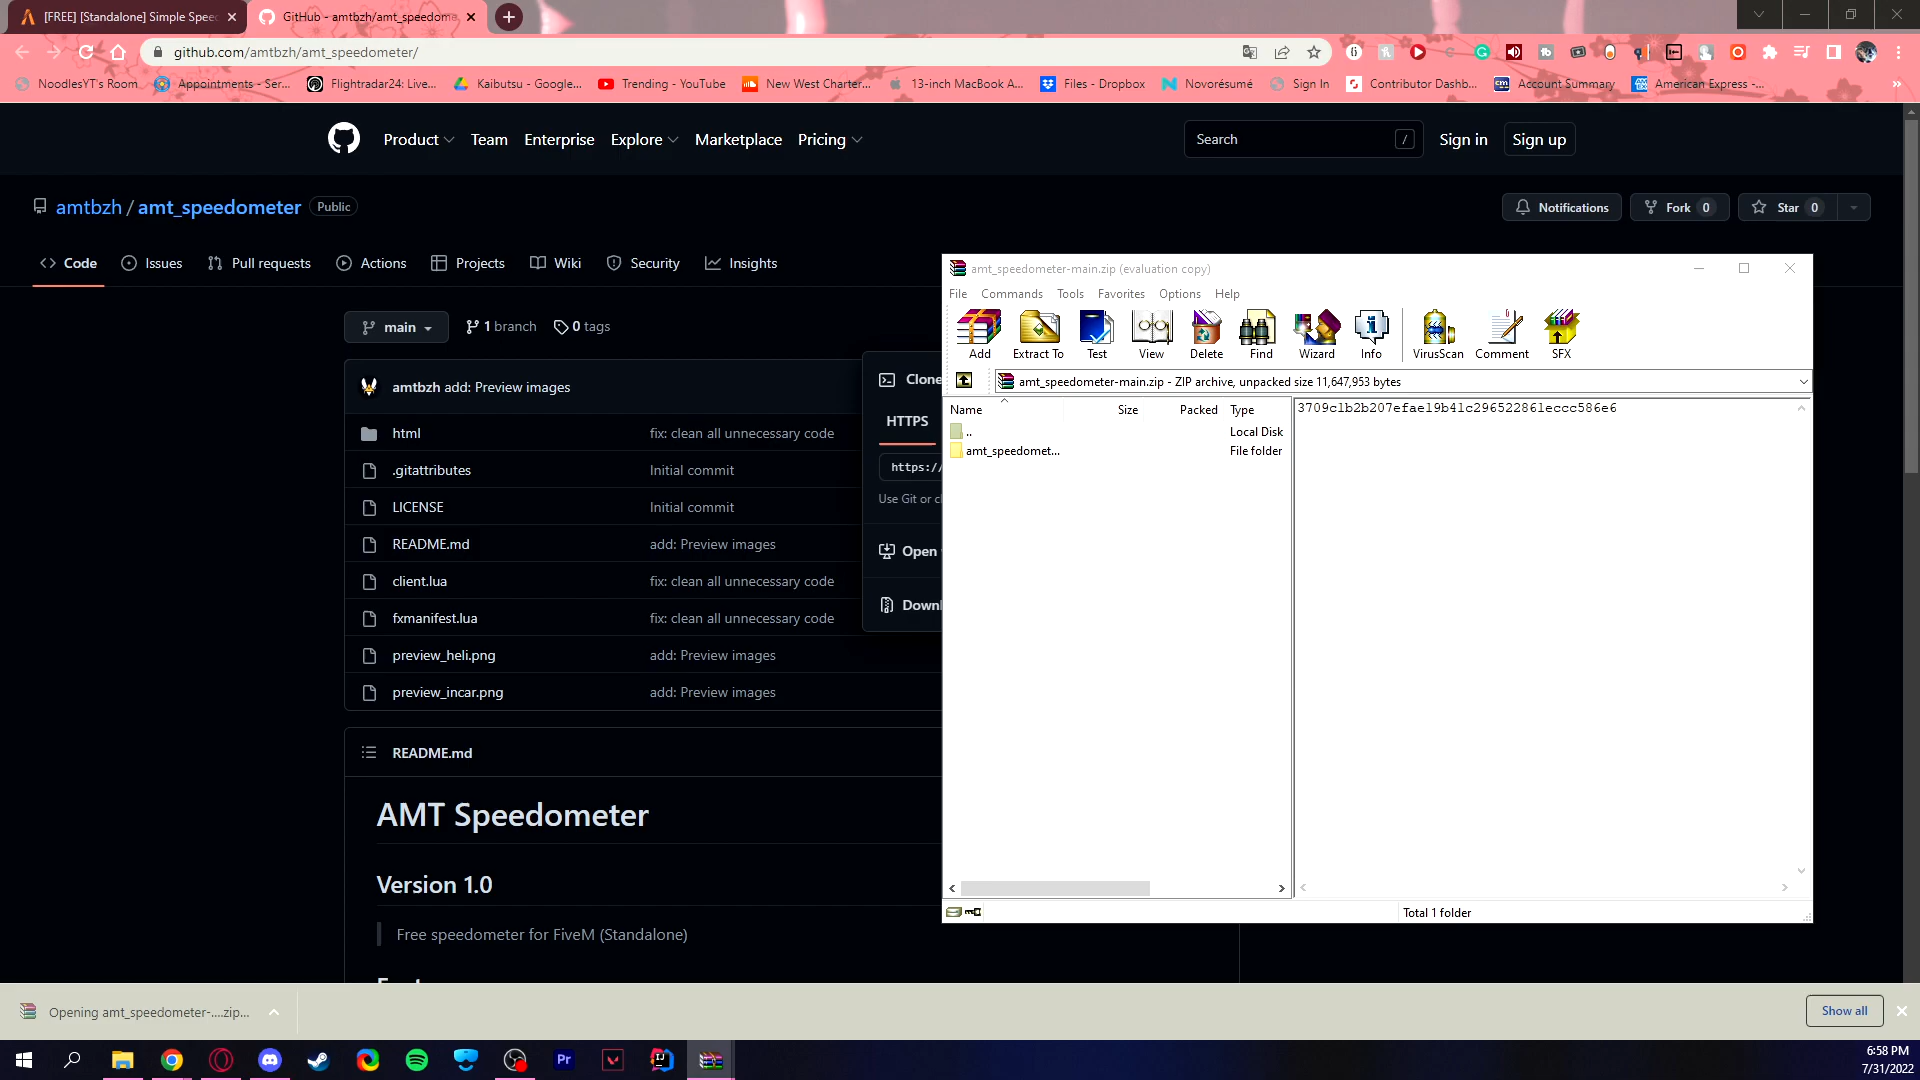 [FREE] [Standalone] Simple Spee
GitHub - amtbzh/amt_speedome
github.com/amtbzh/amt_speedometer/
NoodlesYT's Room
Appointments - Ser...
Flightradar24: Live...
Kaibutsu - Google...
Trending - YouTube
New West Charter...
13-inch MacBook A...
Files - Dropbox
Novorésumé
Sign In
Contributor Dashb...
Account Summary
American Express -...
Product
Team
Enterprise
Explore
Marketplace
Pricing
Search
/
Sign in
Sign up
amtbzh / amt_speedometer
Public
Notifications
Fork 0
Star 0
Code
Issues
Pull requests
Actions
Projects
Wiki
Security
Insights
main
1 branch
0 tags
amtbzh add: Preview images
html
fix: clean all unnecessary code
.gitattributes
Initial commit
LICENSE
Initial commit
README.md
add: Preview images
client.lua
fix: clean all unnecessary code
fxmanifest.lua
fix: clean all unnecessary code
preview_heli.png
add: Preview images
preview_incar.png
add: Preview images
Clone
HTTPS
https:/
Use Git or
Open
Downl
README.md
AMT Speedometer
Version 1.0
Free speedometer for FiveM (Standalone)
amt_speedometer-main.zip (evaluation copy)
File
Commands
Tools
Favorites
Options
Help
Add
Extract To
Test
View
Delete
Find
Wizard
Info
VirusScan
Comment
SFX
amt_speedometer-main.zip - ZIP archive, unpacked size 11,647,953 bytes
Name
Size
Packed
Type
..
Local Disk
amt_speedomet...
File folder
3709c1b2b207efae19b41c296522861eccc586e6
Total 1 folder
Opening amt_speedometer-....zip...
Show all
Pr
IJ
6:58 PM
7/31/2022